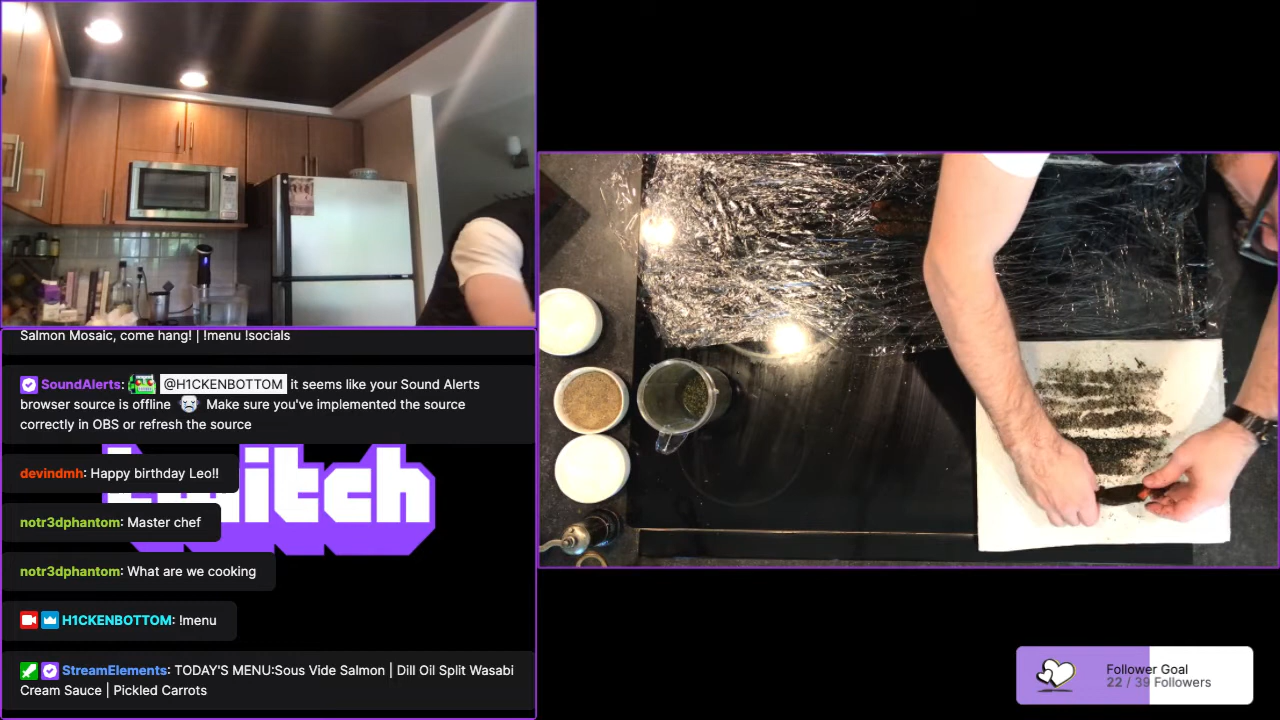 Salmon Mosaic, come hang! | !menu !socials
SoundAlerts: @H1CKENBOTTOM it seems like your Sound Alerts
browser source is offline Make sure you've implemented the source
correctly in OBS or refresh the source
devindmh: Happy birthday Leo!!
notr3dphantom: Master chef
notr3dphantom: What are we cooking
H1CKENBOTTOM: !menu
StreamElements: TODAY'S MENU:Sous Vide Salmon | Dill Oil Split Wasabi
Cream Sauce | Pickled Carrots
Follower Goal
22 / 39 Followers